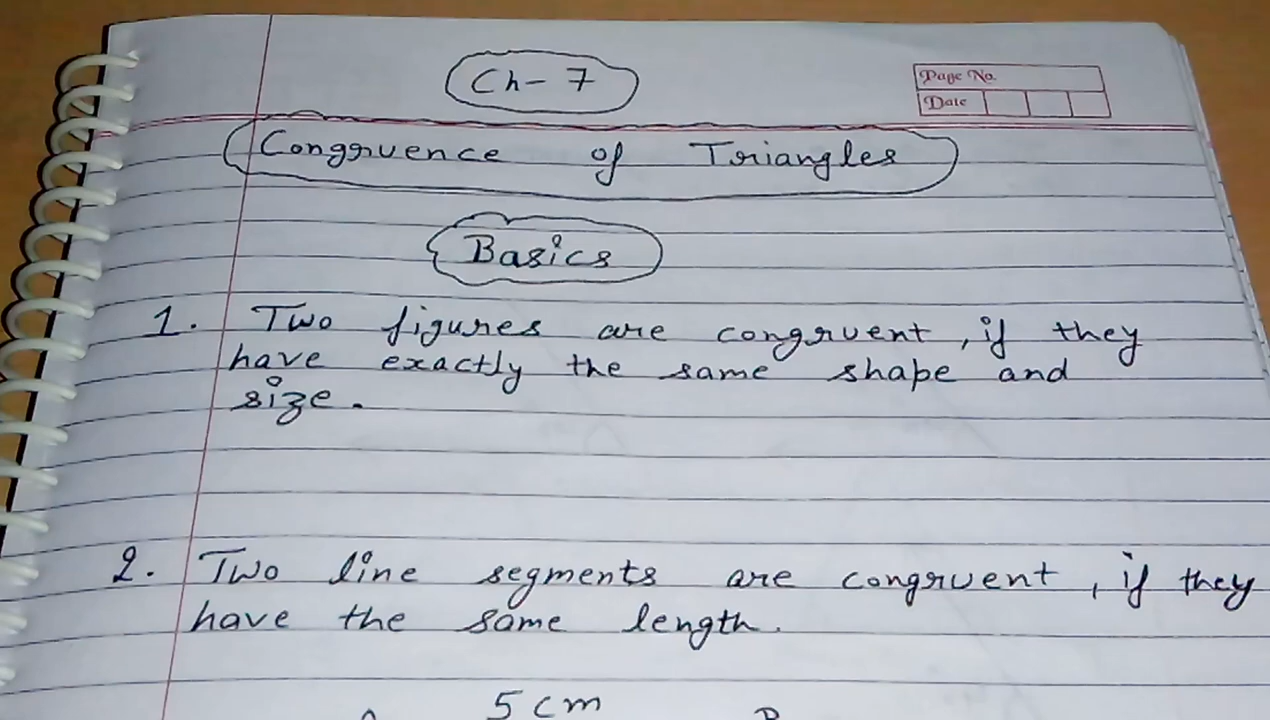 Ch- 7
Page No.
Date
Congruence of Triangles
Basics
1. Two figures are congruent, if they
have exactly the same shape and
size.
2. Two line segments are congruent, if they
have the same length.
5 cm